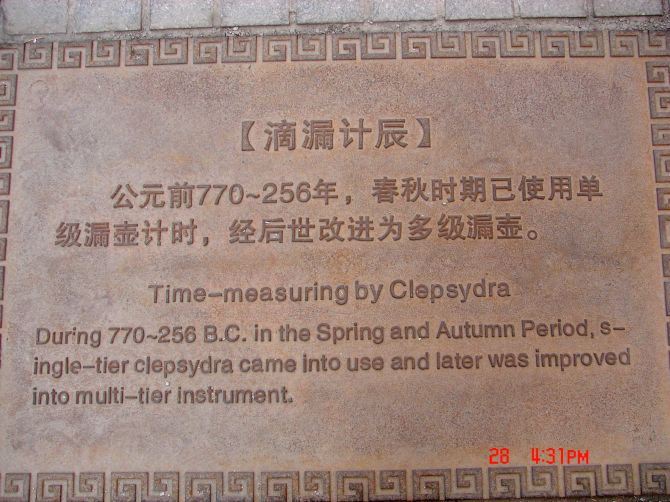 【滴漏计辰】
公元前770~256年，春秋时期已使用单
级漏壶计时，经后世改进为多级漏壶。
Time-measuring by Clepsydra
During 770~256 B.C. in the Spring and Autumn Period, s-
ingle-tier clepsydra came into use and later was improved
into multi-tier instrument.
28 4:31PM